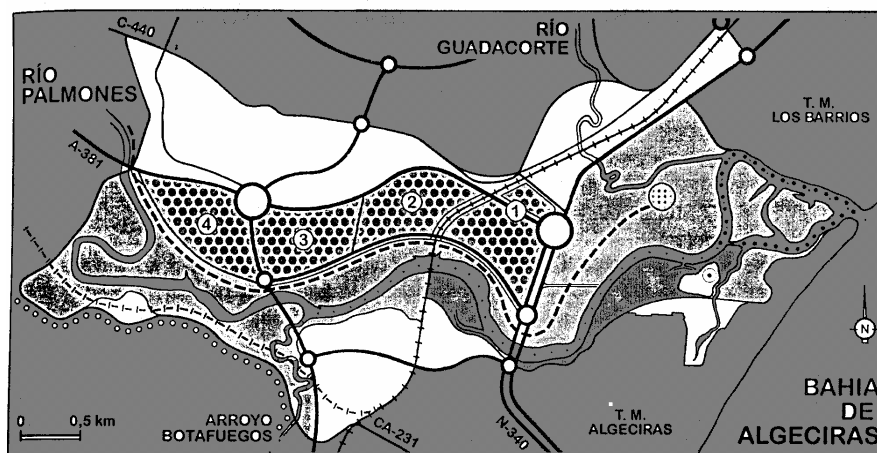 C-440
RÍO
PALMONES
A-381
RÍO
GUADACORTE
T. M.
LOS BARRIOS
1
2
3
4
N
BAHIA
DE
ALGECIRAS
0 0,5 km
ARROYO
BOTAFUEGOS
CA-231
N-340
T. M.
ALGECIRAS